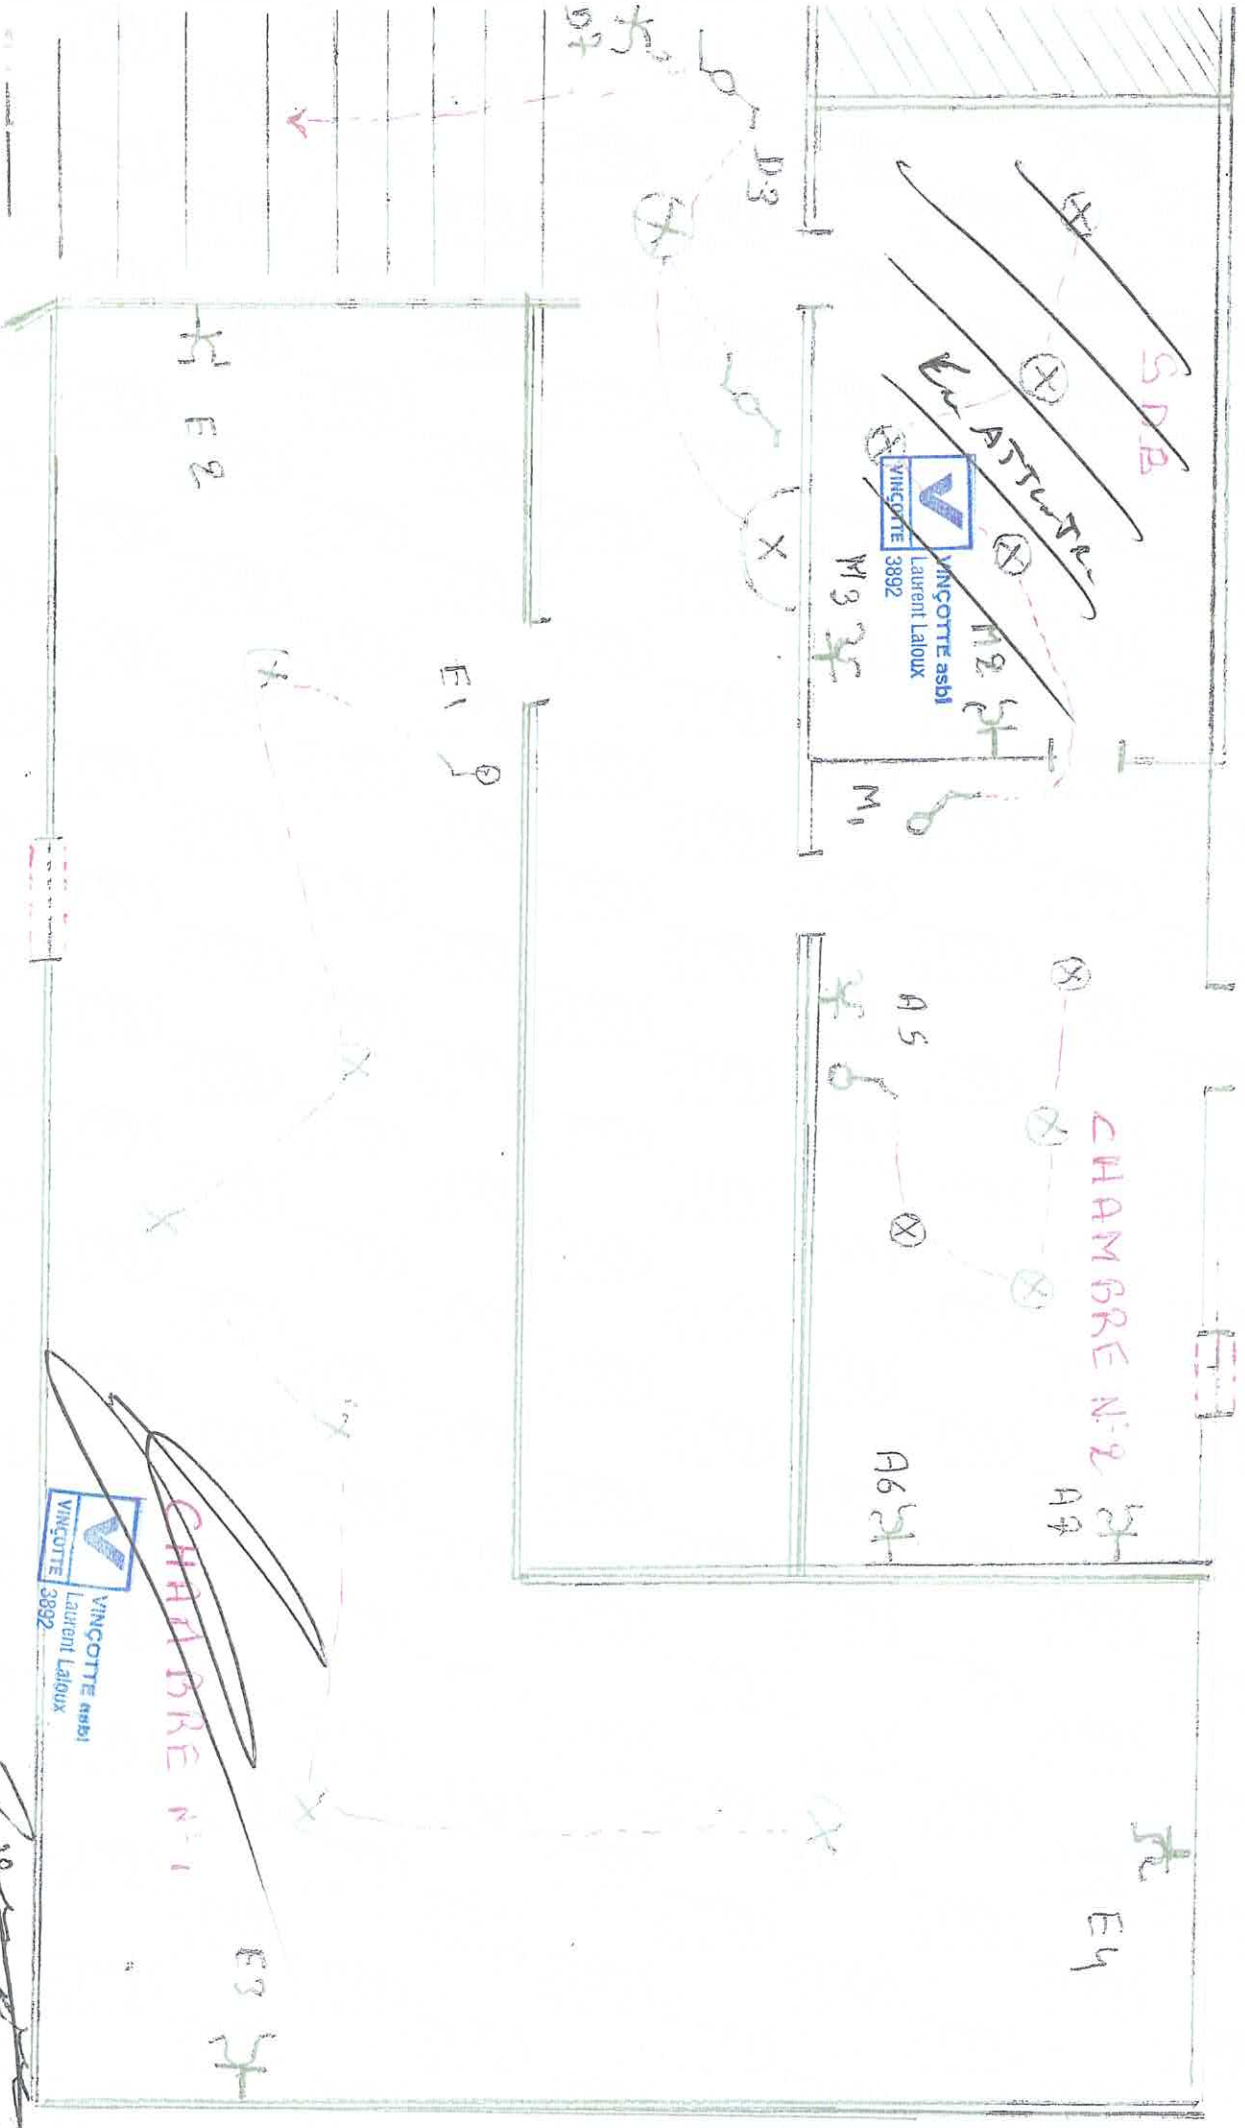 SDB
En ATTENTE
VINÇOTTE
VINÇOTTE asbl
Laurent Laloux
3892
D3
M3
M2
M1
E2
E1
A5
CHAMBRE N°2
A6
A7
CHAMBRE N°1
VINÇOTTE
VINÇOTTE asbl
Laurent Laloux
3892
E3
E4